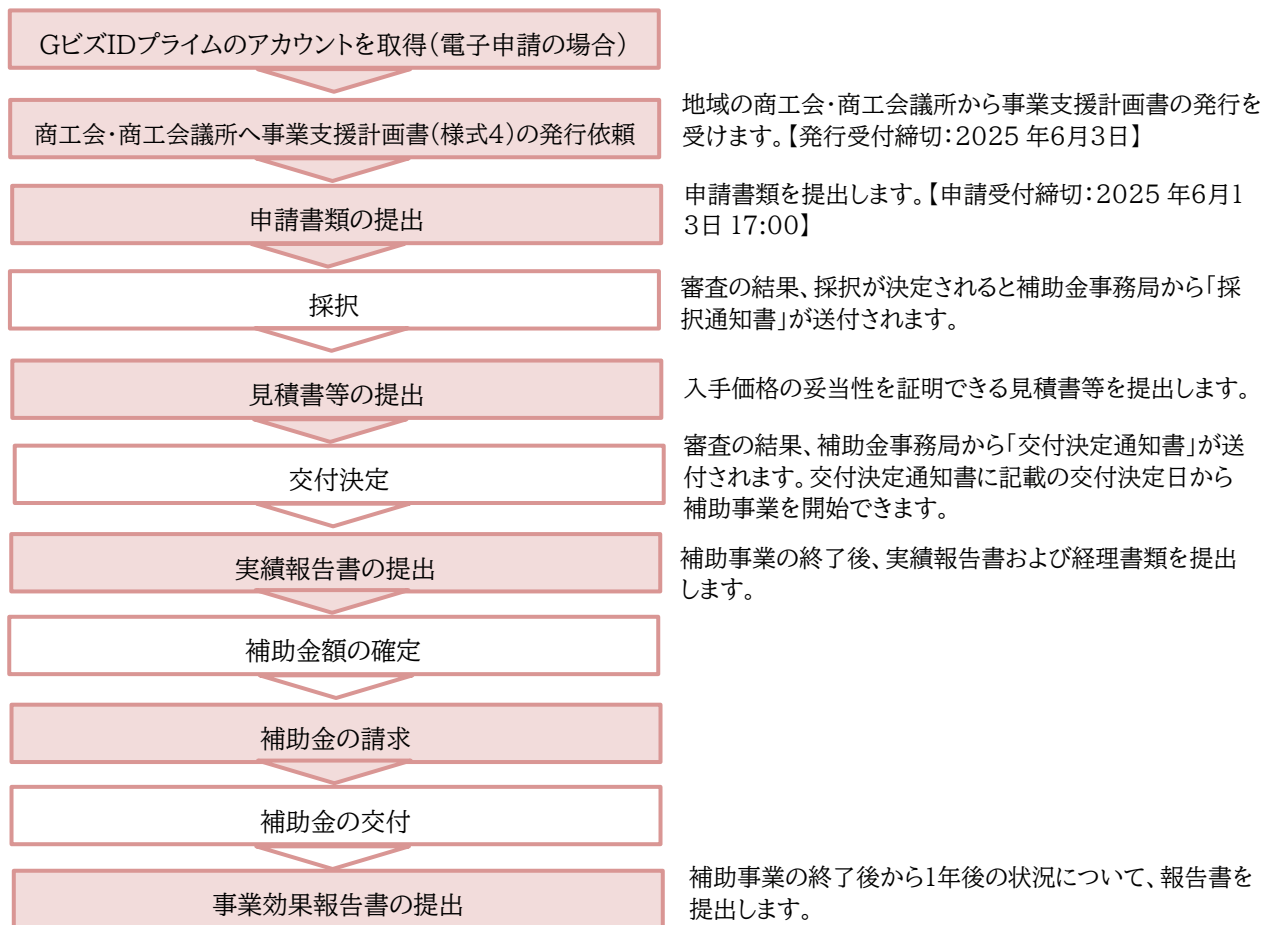 GビズIDプライムのアカウントを取得(電子申請の場合)
商工会・商工会議所へ事業支援計画書(様式4)の発行依頼
地域の商工会・商工会議所から事業支援計画書の発行を
受けます。【発行受付締切:2025 年6月3日】
申請書類の提出
申請書類を提出します。【申請受付締切:2025 年6月1
3日 17:00】
採択
審査の結果、採択が決定されると補助金事務局から「採
択通知書」が送付されます。
見積書等の提出
入手価格の妥当性を証明できる見積書等を提出します。
交付決定
審査の結果、補助金事務局から「交付決定通知書」が送
付されます。交付決定通知書に記載の交付決定日から
補助事業を開始できます。
実績報告書の提出
補助事業の終了後、実績報告書および経理書類を提出
します。
補助金額の確定
補助金の請求
補助金の交付
事業効果報告書の提出
補助事業の終了後から1年後の状況について、報告書を
提出します。